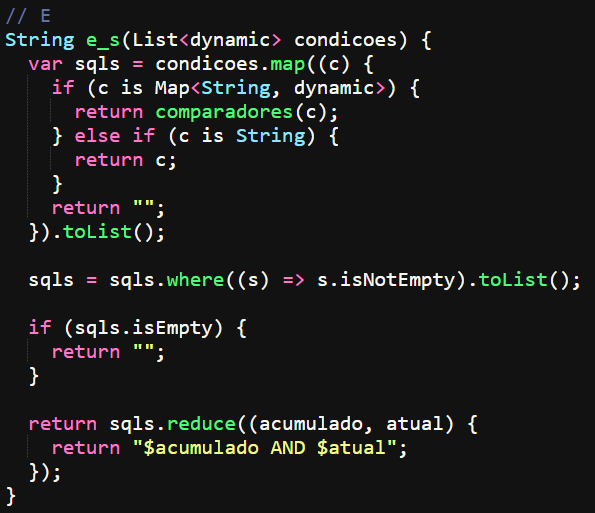 // E
String e_s(List<dynamic> condicoes) {
  var sqls = condicoes.map((c) {
    if (c is Map<String, dynamic>) {
      return comparadores(c);
    } else if (c is String) {
      return c;
    }
    return "";
  }).toList();

  sqls = sqls.where((s) => s.isNotEmpty).toList();

  if (sqls.isEmpty) {
    return "";
  }

  return sqls.reduce((acumulado, atual) {
    return "$acumulado AND $atual";
  });
}